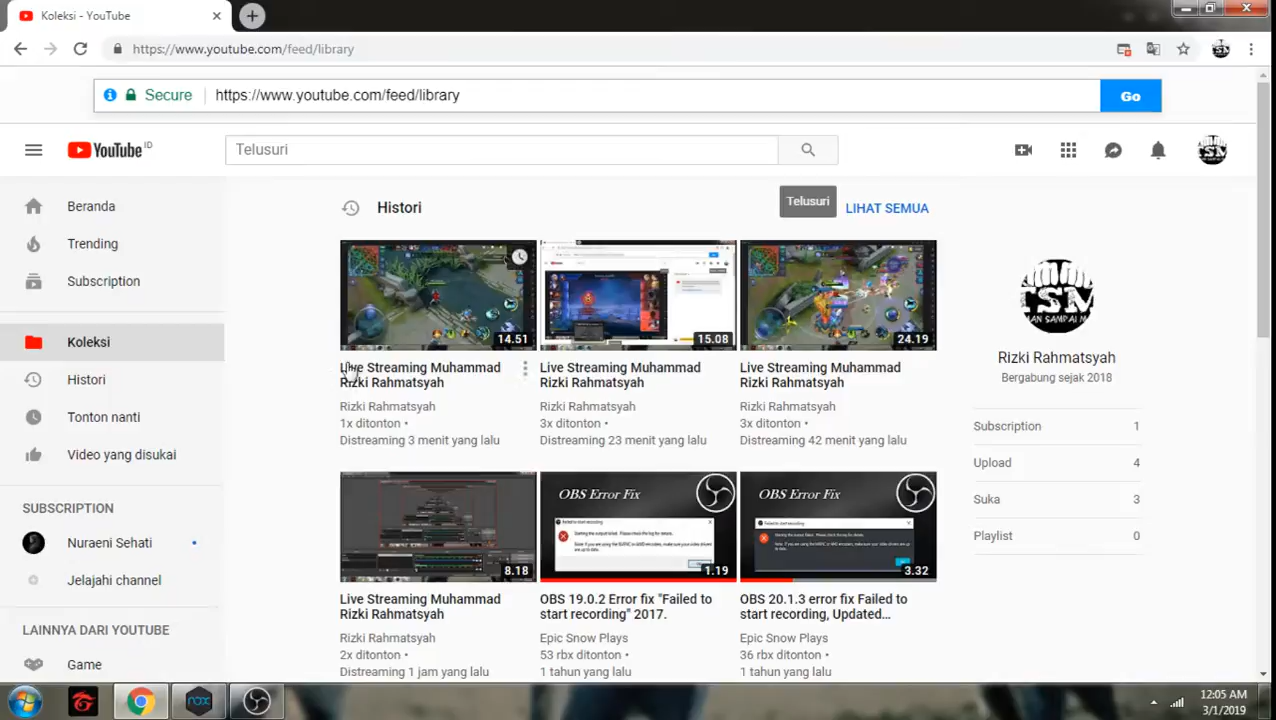 Koleksi - YouTube
https://www.youtube.com/feed/library
Secure https://www.youtube.com/feed/library Go
YouTube ID
Telusuri
Beranda
Trending
Subscription
Koleksi
Histori
Tonton nanti
Video yang disukai
SUBSCRIPTION
Nuraeni Sehati
Jelajahi channel
LAINNYA DARI YOUTUBE
Game
Histori
Telusuri
LIHAT SEMUA
14.51
Live Streaming Muhammad
Rizki Rahmatsyah
Rizki Rahmatsyah
1x ditonton •
Distreaming 3 menit yang lalu
15.08
Live Streaming Muhammad
Rizki Rahmatsyah
Rizki Rahmatsyah
3x ditonton •
Distreaming 23 menit yang lalu
24.19
Live Streaming Muhammad
Rizki Rahmatsyah
Rizki Rahmatsyah
3x ditonton •
Distreaming 42 menit yang lalu
8.18
Live Streaming Muhammad
Rizki Rahmatsyah
Rizki Rahmatsyah
2x ditonton •
Distreaming 1 jam yang lalu
OBS Error Fix
1.19
OBS 19.0.2 Error fix "Failed to
start recording" 2017.
Epic Snow Plays
53 rbx ditonton •
1 tahun yang lalu
OBS Error Fix
3.32
OBS 20.1.3 error fix Failed to
start recording, Updated...
Epic Snow Plays
36 rbx ditonton •
1 tahun yang lalu
Rizki Rahmatsyah
Bergabung sejak 2018
Subscription 1
Upload 4
Suka 3
Playlist 0
nox
12:05 AM
3/1/2019